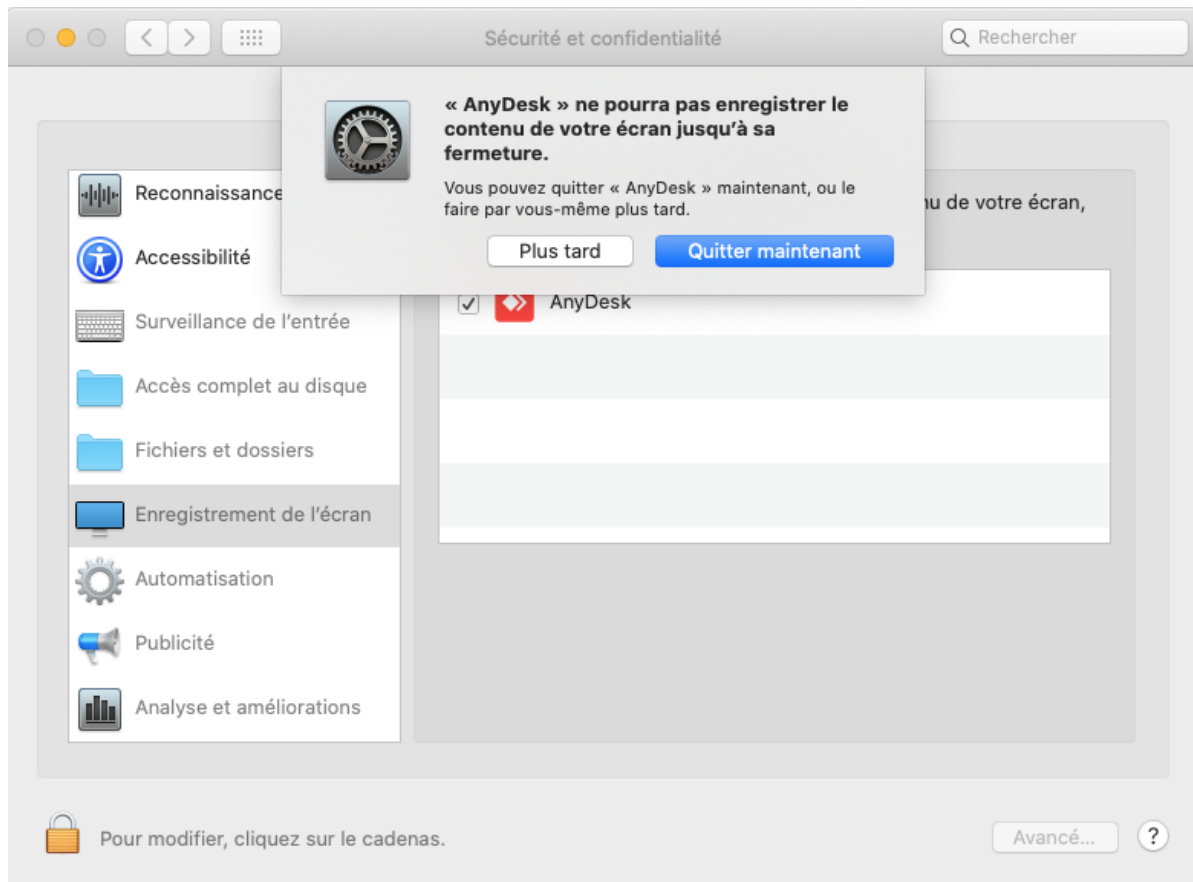 Sécurité et confidentialité
Rechercher
« AnyDesk » ne pourra pas enregistrer le
contenu de votre écran jusqu’à sa
fermeture.
Vous pouvez quitter « AnyDesk » maintenant, ou le
faire par vous-même plus tard.
Plus tard
Quitter maintenant
Reconnaissance
Accessibilité
Surveillance de l’entrée
Accès complet au disque
Fichiers et dossiers
Enregistrement de l’écran
Automatisation
Publicité
Analyse et améliorations
de votre écran,
AnyDesk
Pour modifier, cliquez sur le cadenas.
Avancé...
?